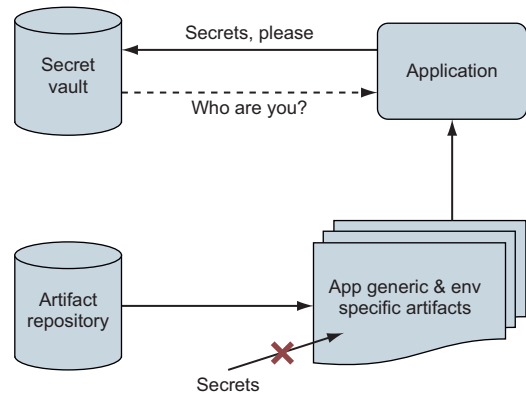 Secrets, please
Secret
vault
Application
Who are you?
Artifact
repository
App generic & env
specific artifacts
Secrets